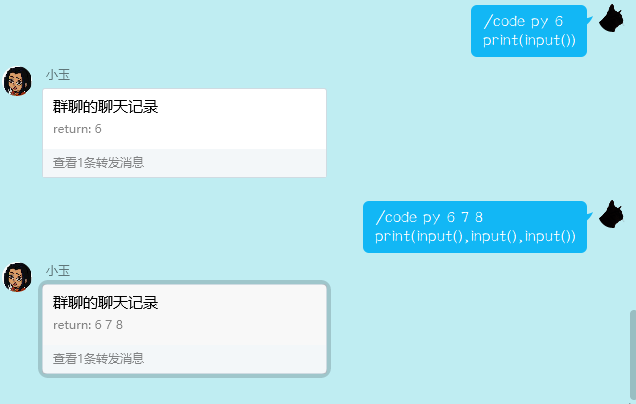 /code py 6
print(input())
小玉
群聊的聊天记录
return: 6
查看1条转发消息
/code py 6 7 8
print(input(),input(),input())
小玉
群聊的聊天记录
return: 6 7 8
查看1条转发消息